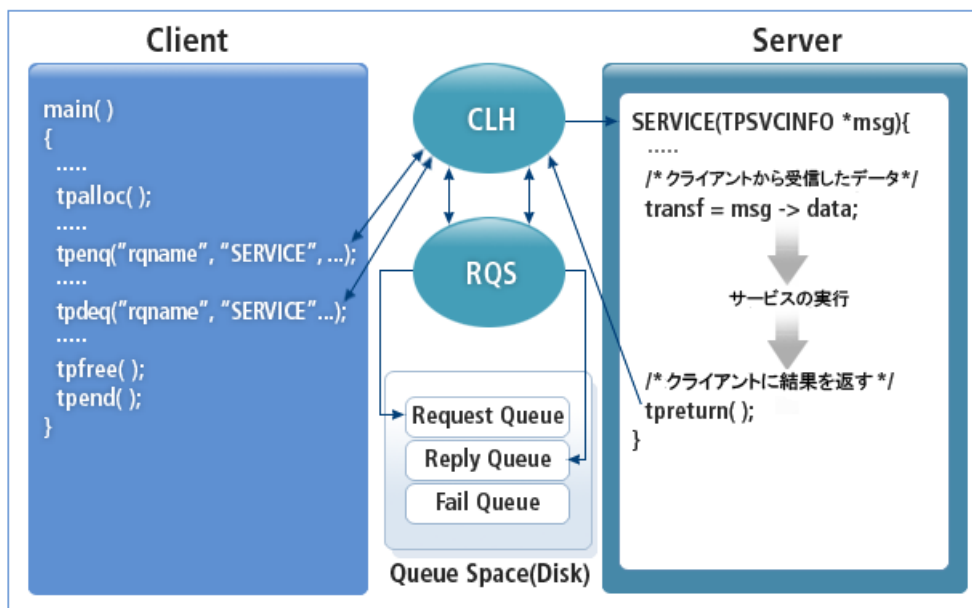 Client
main( )
{
.....
tpalloc( );
.....
tpenq("rqname", "SERVICE", ...);
.....
tpdeq("rqname", "SERVICE"...);
.....
tpfree( );
tpend( );
}
CLH
RQS
Request Queue
Reply Queue
Fail Queue
Queue Space(Disk)
Server
SERVICE(TPSVCINFO *msg){
.....
/*クライアントから受信したデータ*/
transf = msg -> data;
サービスの実行
/*クライアントに結果を返す */
tpreturn( );
}